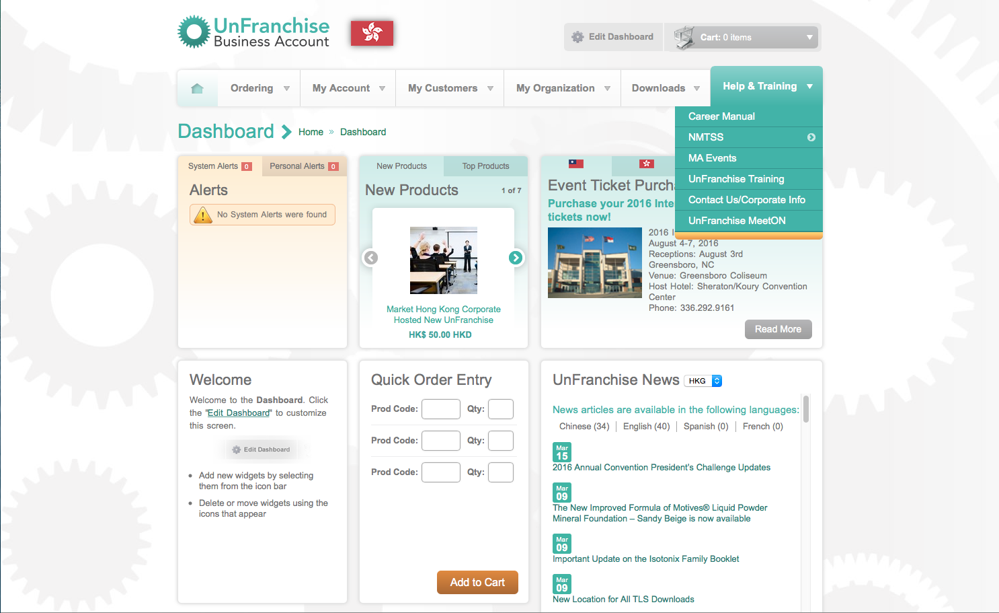 UnFranchise
Business Account
Edit Dashboard
Cart: 0 items
Ordering
My Account
My Customers
My Organization
Downloads
Help & Training
Career Manual
NMTSS
MA Events
UnFranchise Training
Contact Us/Corporate Info
UnFranchise MeetON
Dashboard
Home » Dashboard
System Alerts 0
Personal Alerts 0
Alerts
No System Alerts were found
New Products
Top Products
New Products
1 of 7
Market Hong Kong Corporate
Hosted New UnFranchise
HK$ 50.00 HKD
Event Ticket Purcha
Purchase your 2016 Inte
tickets now!
2016 I
August 4-7, 2016
Receptions: August 3rd
Greensboro, NC
Venue: Greensboro Coliseum
Host Hotel: Sheraton/Koury Convention
Center
Phone: 336.292.9161
Read More
Welcome
Welcome to the Dashboard. Click
the "Edit Dashboard" to customize
this screen.
Edit Dashboard
• Add new widgets by selecting
them from the icon bar
• Delete or move widgets using the
icons that appear
Quick Order Entry
Prod Code: Qty:
Prod Code: Qty:
Prod Code: Qty:
Add to Cart
UnFranchise News HKG
News articles are available in the following languages:
Chinese (34) | English (40) | Spanish (0) | French (0)
Mar
15
2016 Annual Convention President's Challenge Updates
Mar
09
The New Improved Formula of Motives® Liquid Powder
Mineral Foundation – Sandy Beige is now available
Mar
09
Important Update on the Isotonix Family Booklet
Mar
09
New Location for All TLS Downloads